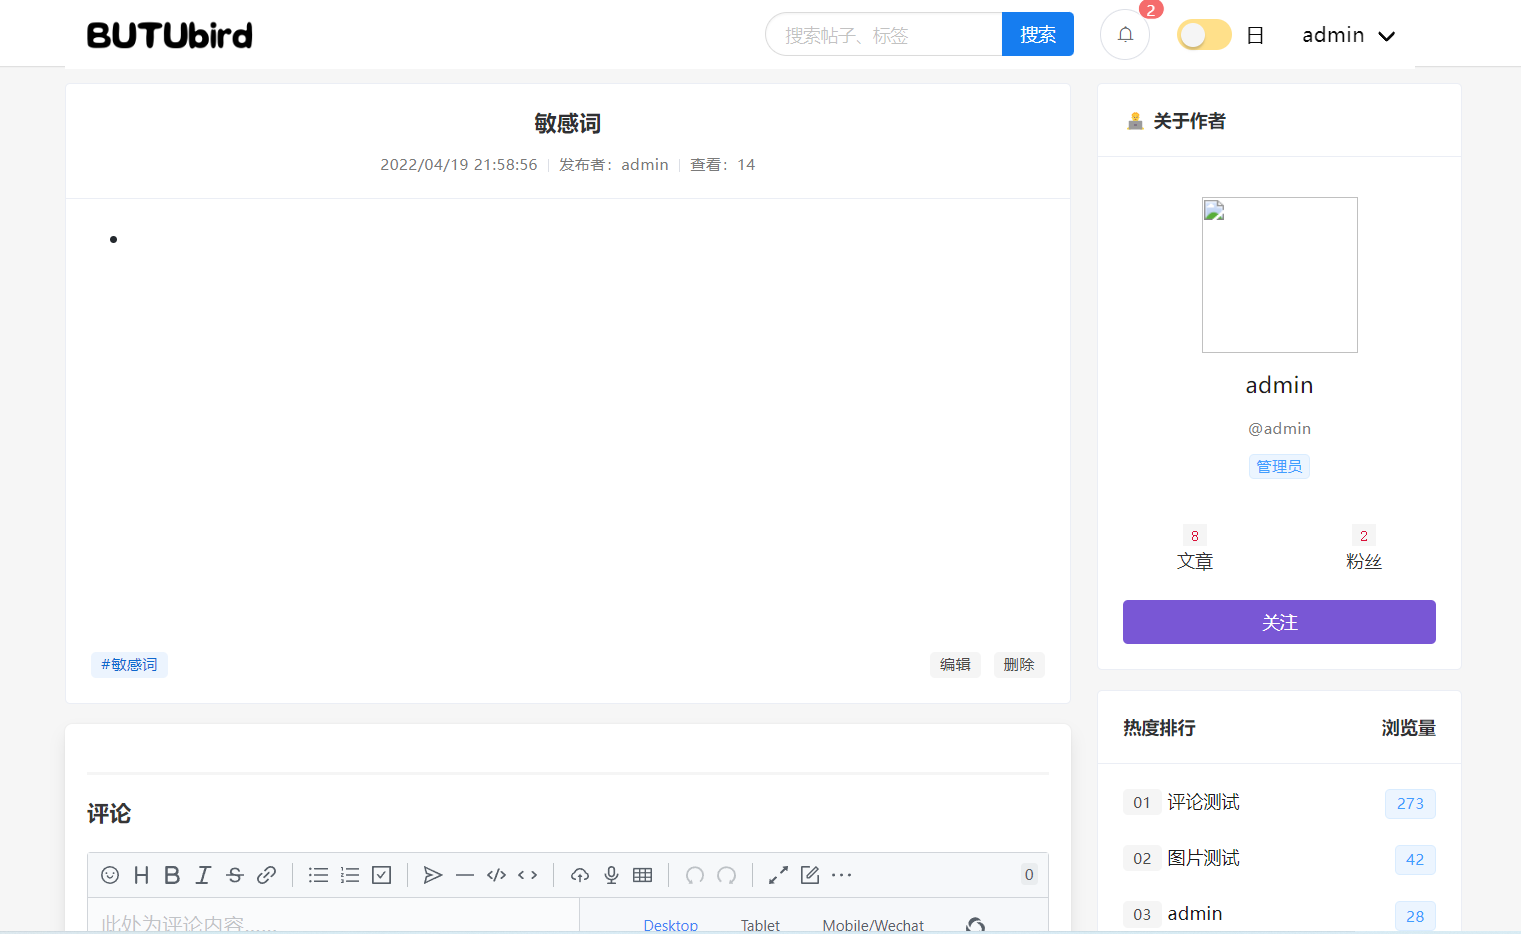 BUTUbird
搜索帖子、标签
搜索
2
日
admin
敏感词
2022/04/19 21:58:56 发布者：admin 查看：14
#敏感词
编辑 删除
评论
0
此处为评论内容......
Desktop Tablet Mobile/Wechat
关于作者
admin
@admin
管理员
8 2
文章 粉丝
关注
热度排行 浏览量
01 评论测试 273
02 图片测试 42
03 admin 28